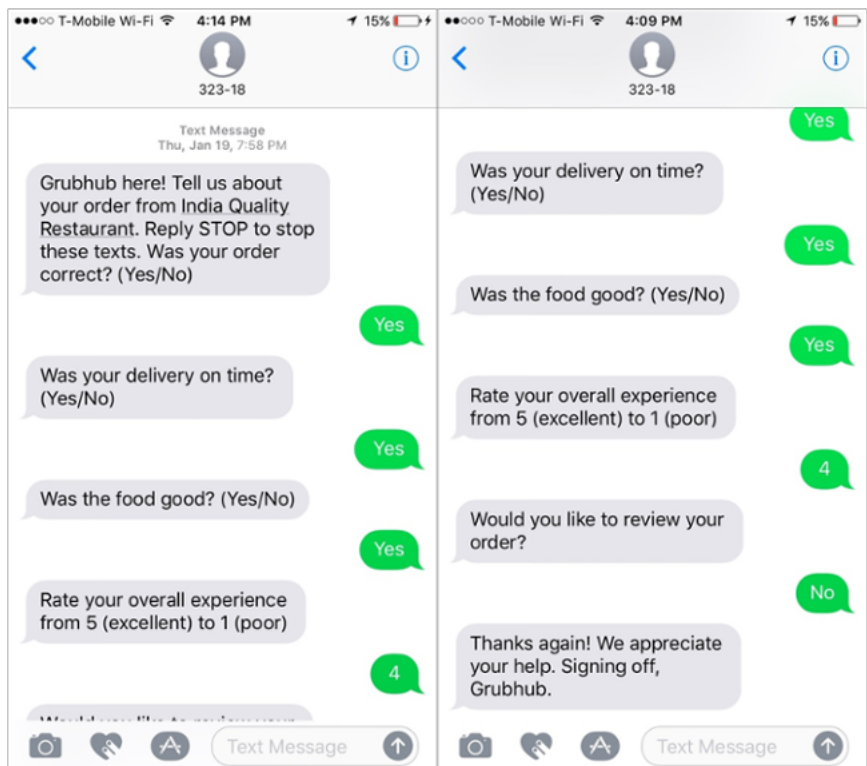 T-Mobile Wi-Fi 4:14 PM 15%
323-18
Text Message
Thu, Jan 19, 7:58 PM
Grubhub here! Tell us about
your order from India Quality
Restaurant. Reply STOP to stop
these texts. Was your order
correct? (Yes/No)
Yes
Was your delivery on time?
(Yes/No)
Yes
Was the food good? (Yes/No)
Yes
Rate your overall experience
from 5 (excellent) to 1 (poor)
4
Would you like to review your
Text Message
T-Mobile Wi-Fi 4:09 PM 15%
323-18
Yes
Was your delivery on time?
(Yes/No)
Yes
Was the food good? (Yes/No)
Yes
Rate your overall experience
from 5 (excellent) to 1 (poor)
4
Would you like to review your
order?
No
Thanks again! We appreciate
your help. Signing off,
Grubhub.
Text Message